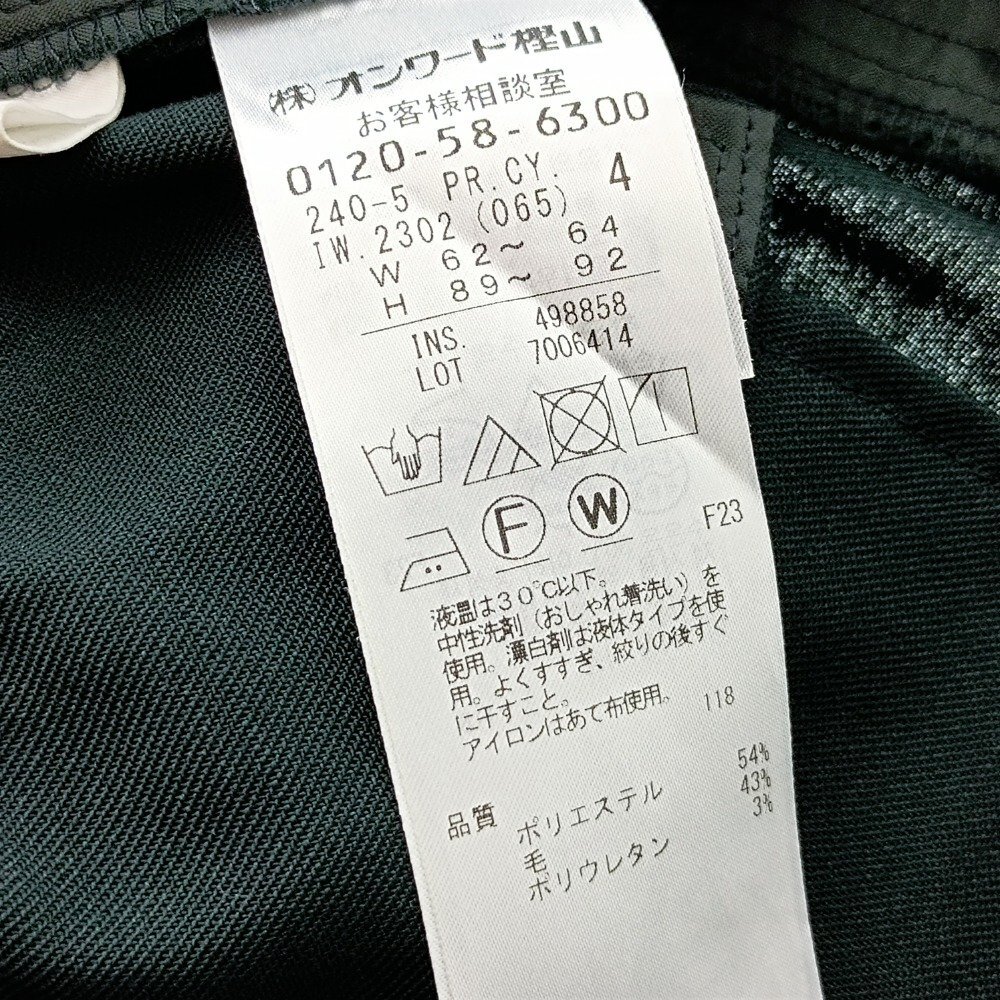 (株)オンワード樫山
お客様相談室
0120-58-6300
240-5 PR.CY. 4
IW.2302 (065)
W 62～ 64
H 89～ 92
INS. 498858
LOT 7006414
F W F23
液温は30℃以下。
中性洗剤（おしゃれ着洗い）を
使用。漂白剤は液体タイプを使
用。よくすすぎ、絞りの後すぐ
に干すこと。
アイロンはあて布使用、 118
品質 ポリエステル 54%
毛 43%
ポリウレタン 3%